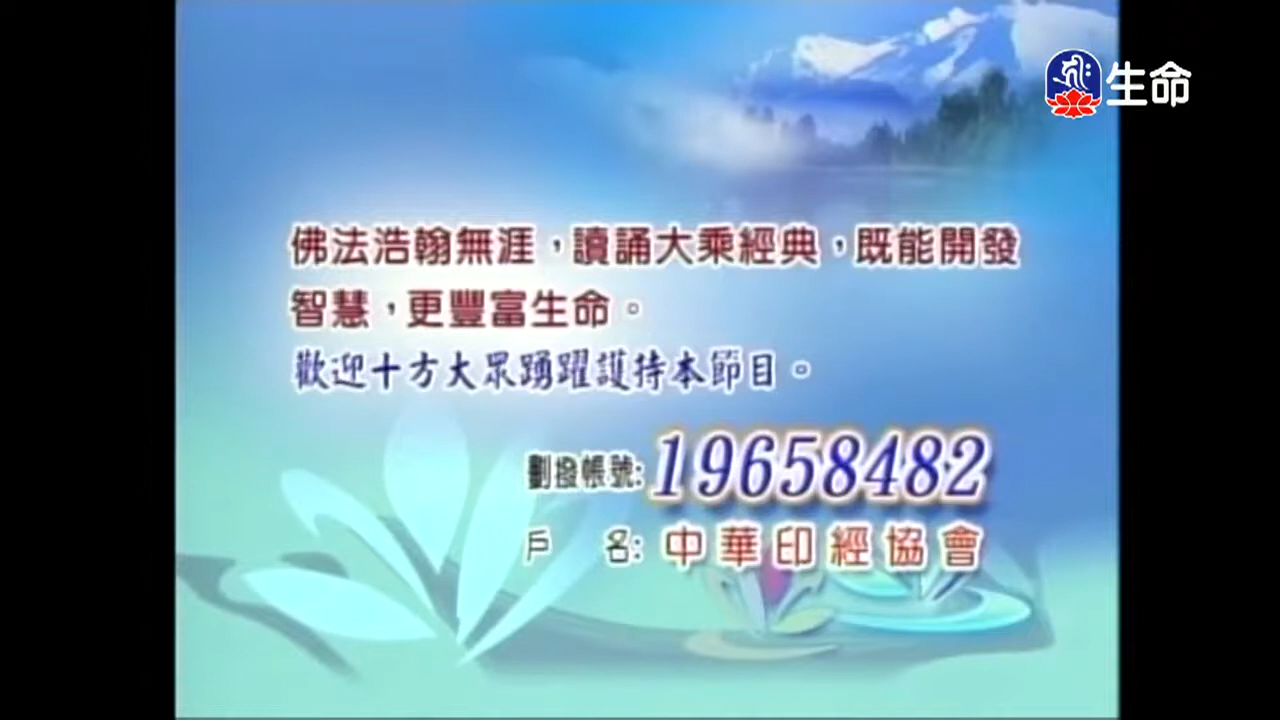 生命
佛法浩翰無涯，讀誦大乘經典，既能開發
智慧，更豐富生命。
歡迎十方大眾踴躍護持本節目。
劃撥帳號:19658482
戶 名:中華印經協會